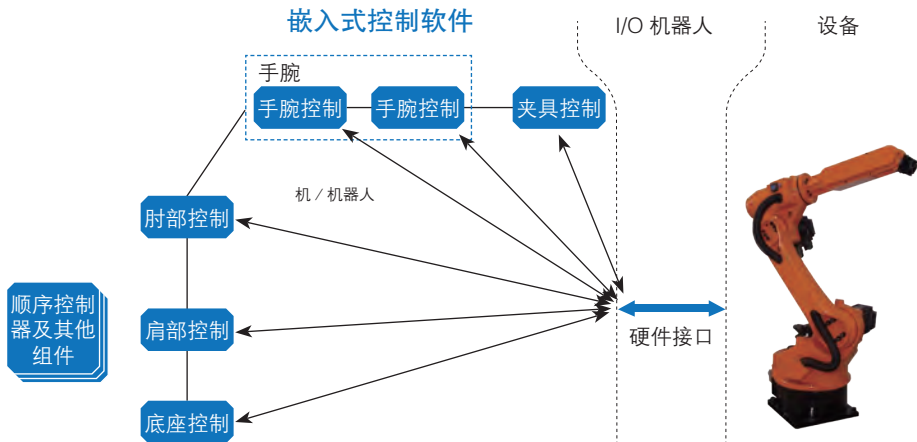 嵌入式控制软件
I/O 机器人
设备
手腕
手腕控制
手腕控制
夹具控制
机 / 机器人
肘部控制
顺序控制
器及其他
组件
肩部控制
硬件接口
底座控制